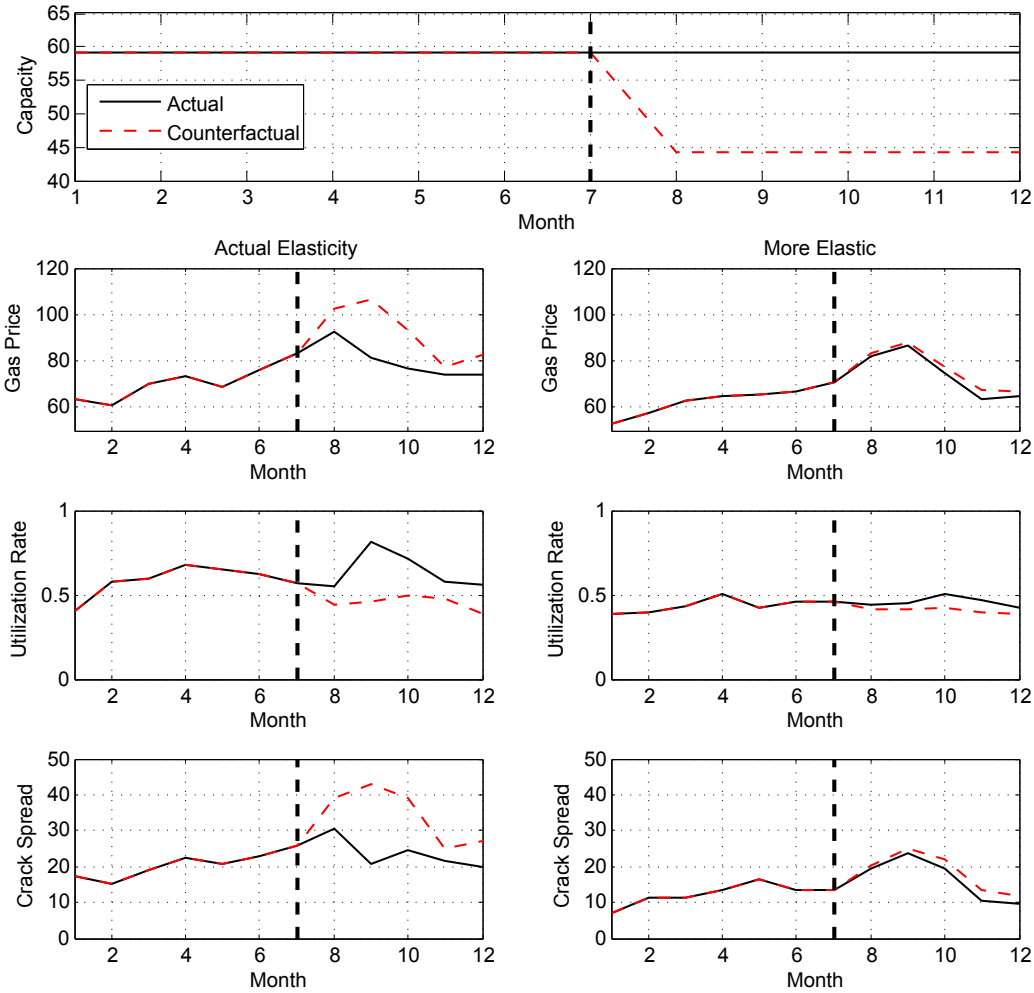 65
60
55
50
45
40
Capacity
Actual
Counterfactual
1 2 3 4 5 6 7 8 9 10 11 12
Month
Actual Elasticity
120
100
80
60
Gas Price
2 4 6 8 10 12
Month
More Elastic
120
100
80
60
Gas Price
2 4 6 8 10 12
Month
1
0.5
0
Utilization Rate
2 4 6 8 10 12
Month
1
0.5
0
Utilization Rate
2 4 6 8 10 12
Month
50
40
30
20
10
0
Crack Spread
2 4 6 8 10 12
Month
50
40
30
20
10
0
Crack Spread
2 4 6 8 10 12
Month